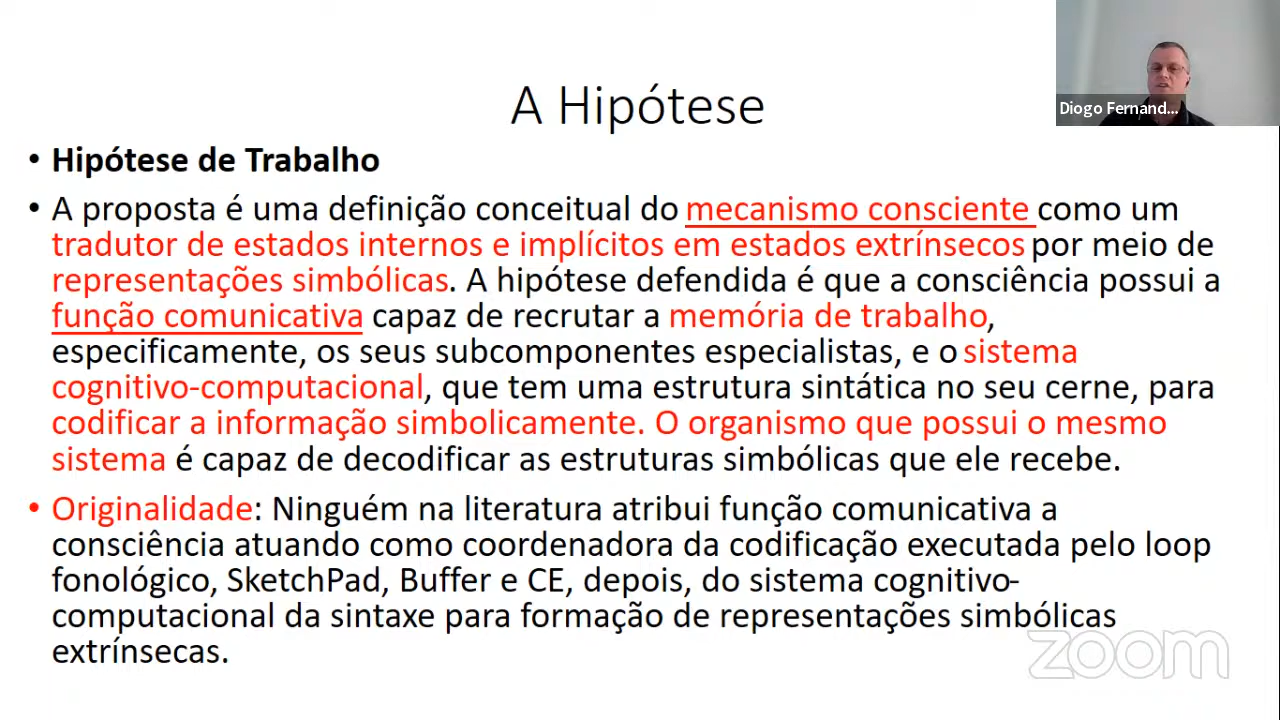 A Hipótese
Diogo Fernand...
• Hipótese de Trabalho
• A proposta é uma definição conceitual do mecanismo consciente como um
tradutor de estados internos e implícitos em estados extrínsecos por meio de
representações simbólicas. A hipótese defendida é que a consciência possui a
função comunicativa capaz de recrutar a memória de trabalho,
especificamente, os seus subcomponentes especialistas, e o sistema
cognitivo-computacional, que tem uma estrutura sintática no seu cerne, para
codificar a informação simbolicamente. O organismo que possui o mesmo
sistema é capaz de decodificar as estruturas simbólicas que ele recebe.
• Originalidade: Ninguém na literatura atribui função comunicativa a
consciência atuando como coordenadora da codificação executada pelo loop
fonológico, SketchPad, Buffer e CE, depois, do sistema cognitivo-
computacional da sintaxe para formação de representações simbólicas
extrínsecas.
zoom